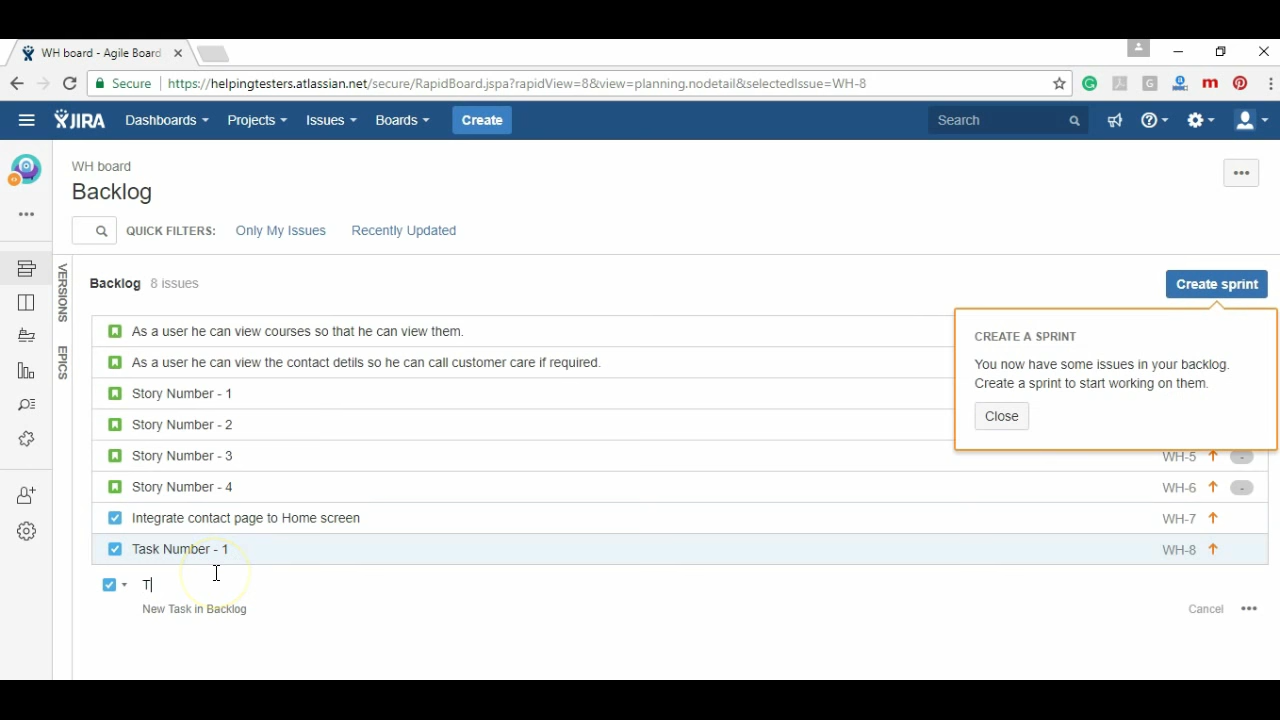 WH board - Agile Board
Secure https://helpingtesters.atlassian.net/secure/RapidBoard.jspa?rapidView=8&view=planning.nodetail&selectedIssue=WH-8
JIRA Dashboards Projects Issues Boards Create Search
WH board
Backlog
QUICK FILTERS: Only My Issues Recently Updated
VERSIONS
EPICS
Backlog 8 issues
Create sprint
As a user he can view courses so that he can view them.
As a user he can view the contact detils so he can call customer care if required.
Story Number - 1
Story Number - 2
CREATE A SPRINT
You now have some issues in your backlog.
Create a sprint to start working on them.
Close
Story Number - 3 WH-5 -
Story Number - 4 WH-6 -
Integrate contact page to Home screen WH-7
Task Number - 1 WH-8
T
New Task in Backlog Cancel